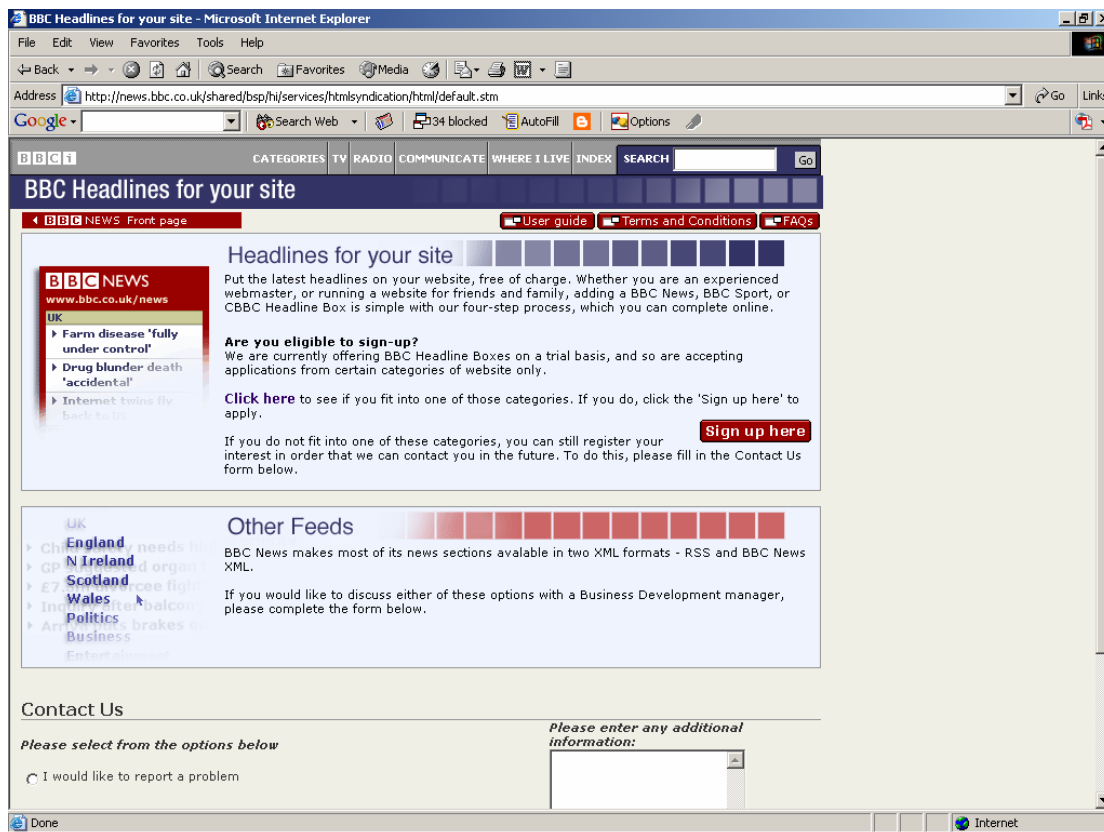 BBC Headlines for your site - Microsoft Internet Explorer
File Edit View Favorites Tools Help
Back Search Favorites Media
Address http://news.bbc.co.uk/shared/bsp/hi/services/htmlsyndication/html/default.stm Go Links
Google Search Web 34 blocked AutoFill Options
BBCi CATEGORIES TV RADIO COMMUNICATE WHERE I LIVE INDEX SEARCH Go
BBC Headlines for your site
BBC NEWS Front page User guide Terms and Conditions FAQs
Headlines for your site
Put the latest headlines on your website, free of charge. Whether you are an experienced
webmaster, or running a website for friends and family, adding a BBC News, BBC Sport, or
CBBC Headline Box is simple with our four-step process, which you can complete online.
BBC NEWS
www.bbc.co.uk/news
UK
Farm disease 'fully
under control'
Drug blunder death
'accidental'
Internet twins fly
back to US
Are you eligible to sign-up?
We are currently offering BBC Headline Boxes on a trial basis, and so are accepting
applications from certain categories of website only.
Click here to see if you fit into one of those categories. If you do, click the 'Sign up here' to
apply.
Sign up here
If you do not fit into one of these categories, you can still register your
interest in order that we can contact you in the future. To do this, please fill in the Contact Us
form below.
UK
England
N Ireland
Scotland
Wales
Politics
Business
Entertainment
Other Feeds
BBC News makes most of its news sections avalable in two XML formats - RSS and BBC News
XML.
If you would like to discuss either of these options with a Business Development manager,
please complete the form below.
Contact Us
Please select from the options below
I would like to report a problem
Please enter any additional
information:
Done Internet